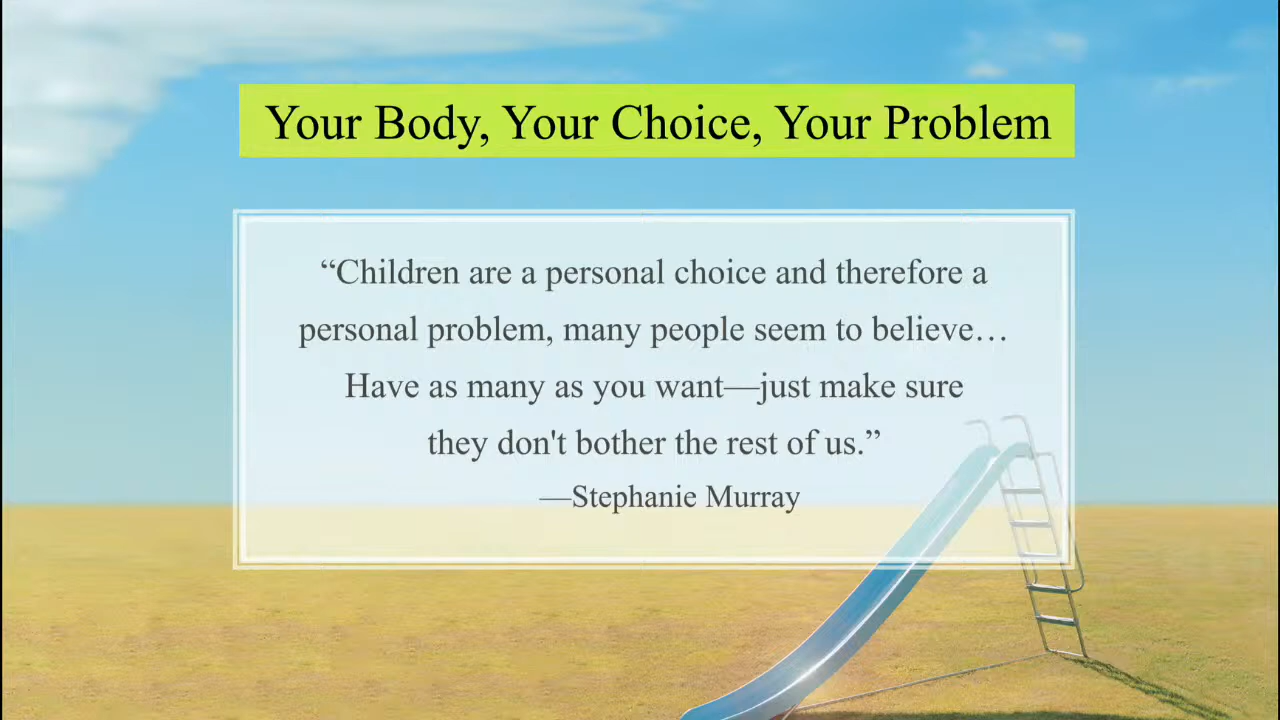 Your Body, Your Choice, Your Problem
“Children are a personal choice and therefore a
personal problem, many people seem to believe…
Have as many as you want—just make sure
they don't bother the rest of us.”
—Stephanie Murray